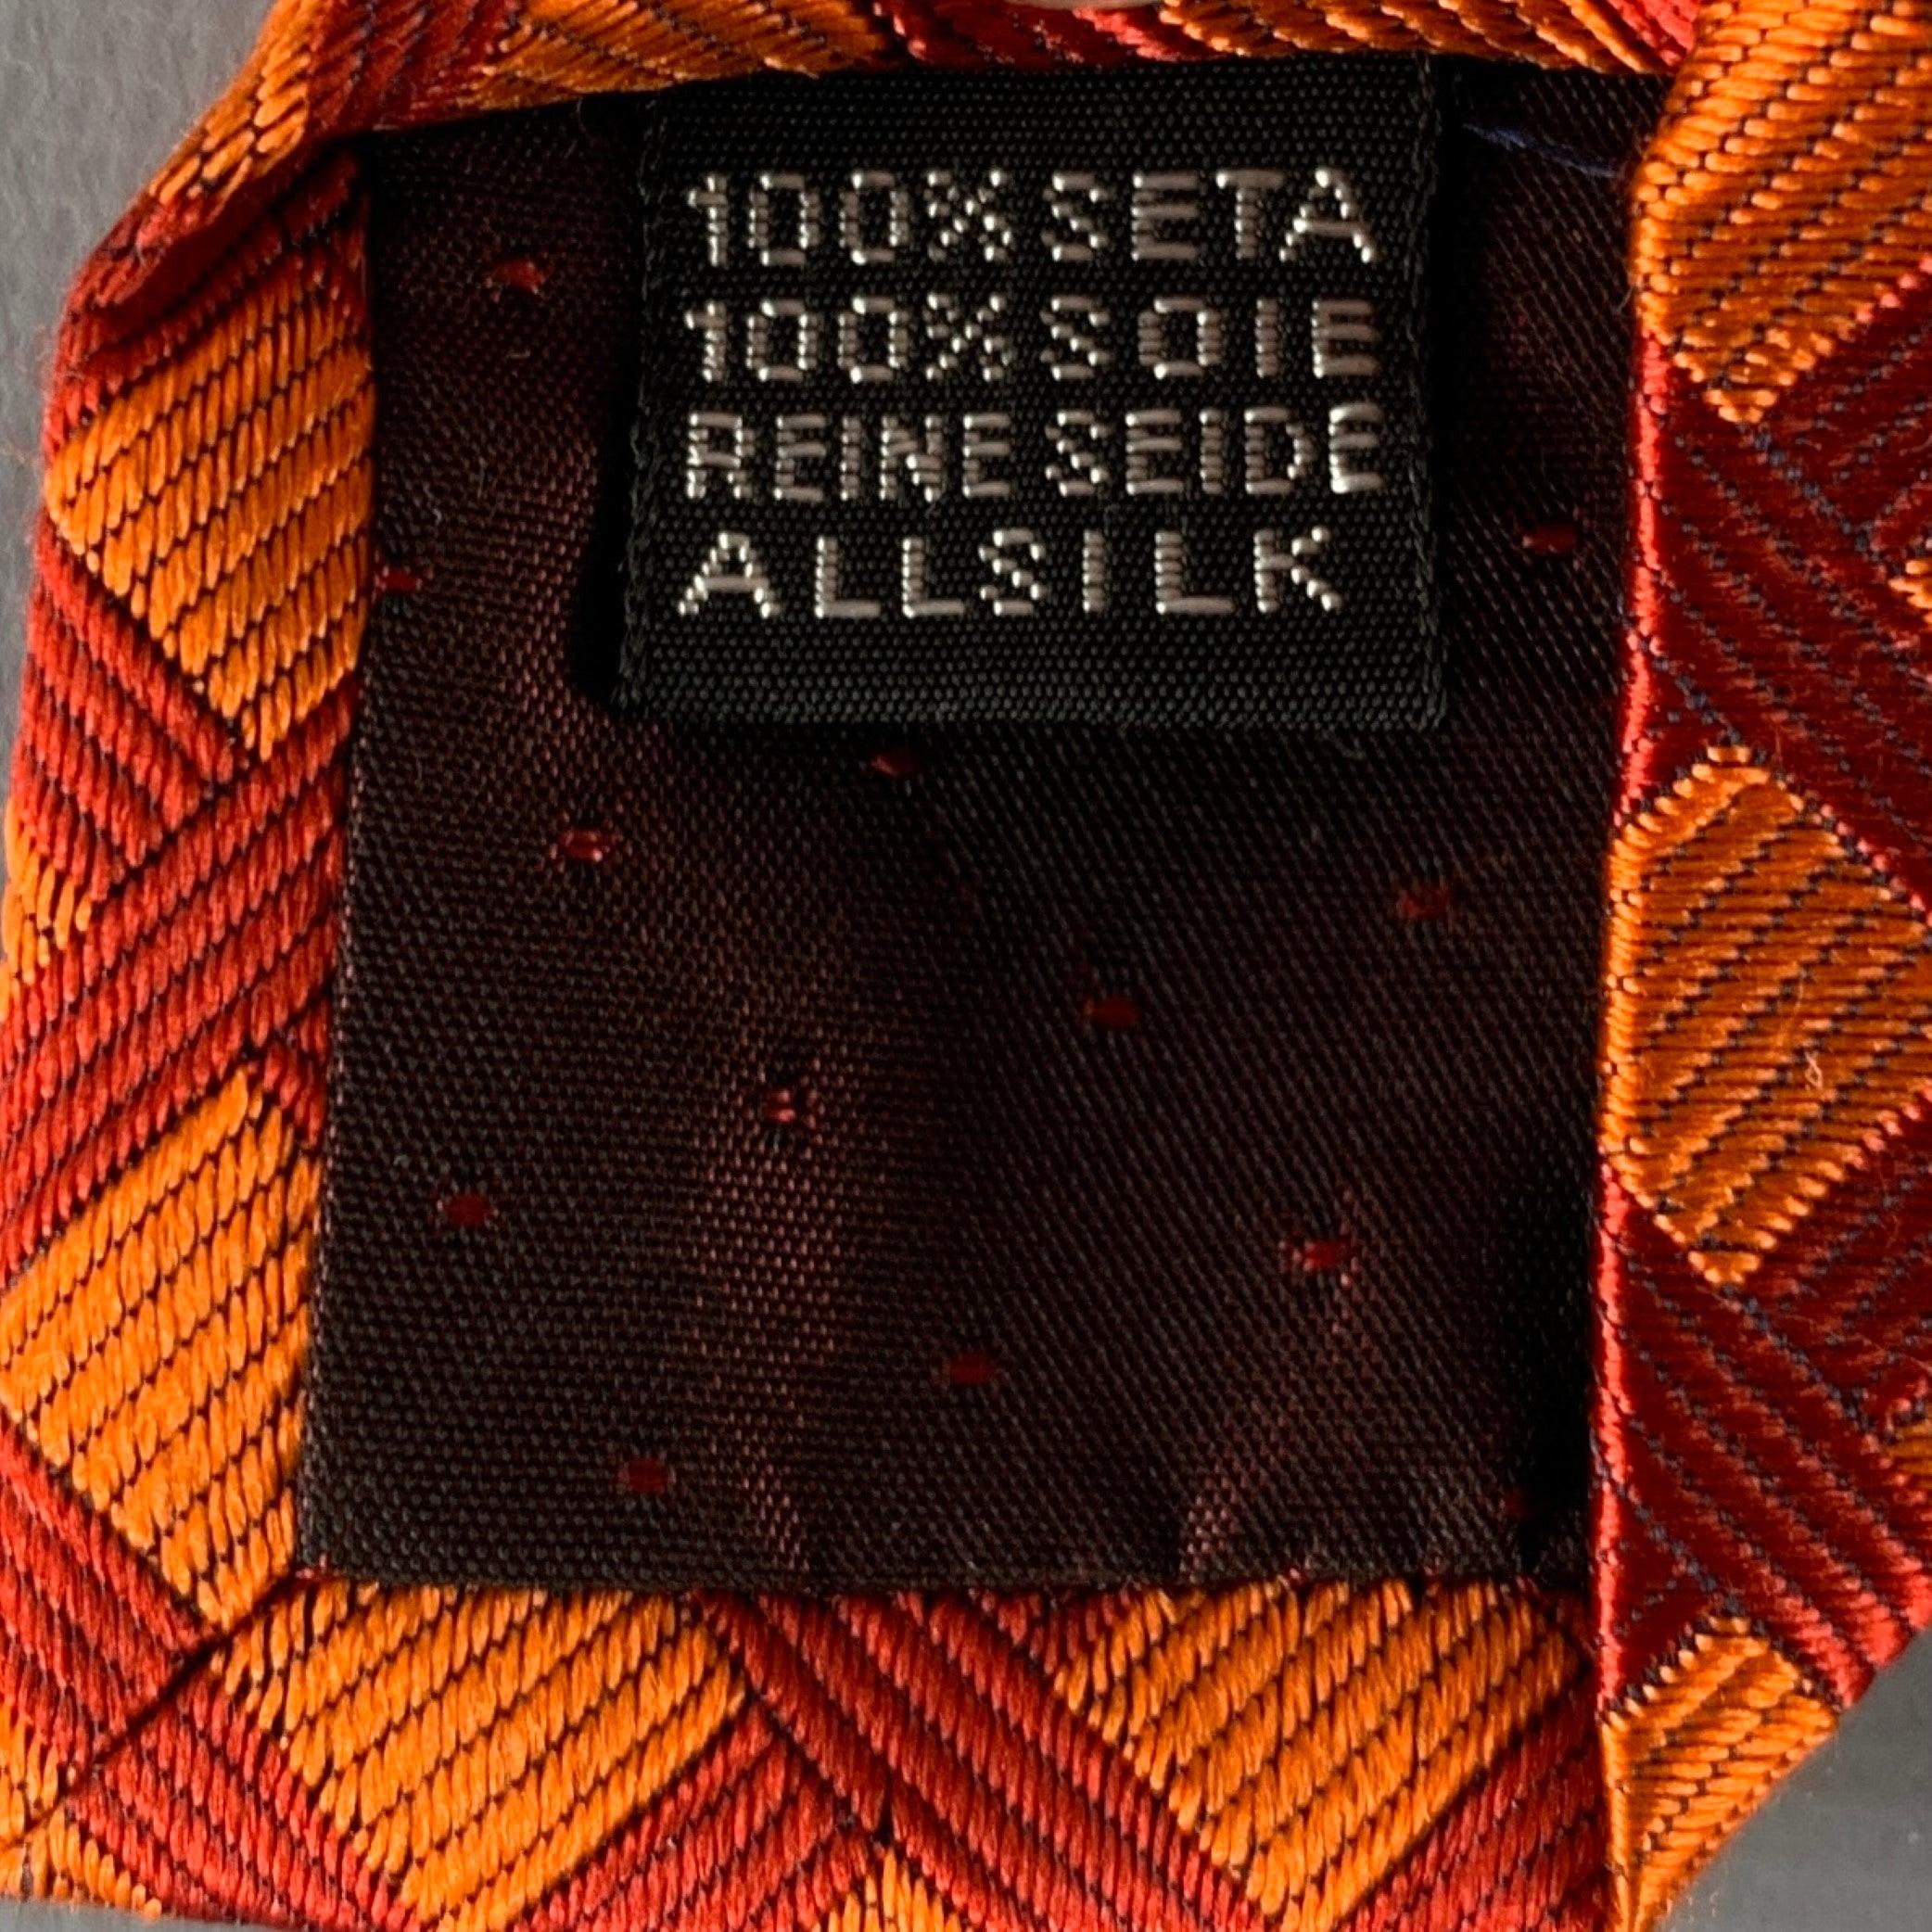 100% SETA
100% SOIE
REINE SEIDE
ALL SILK